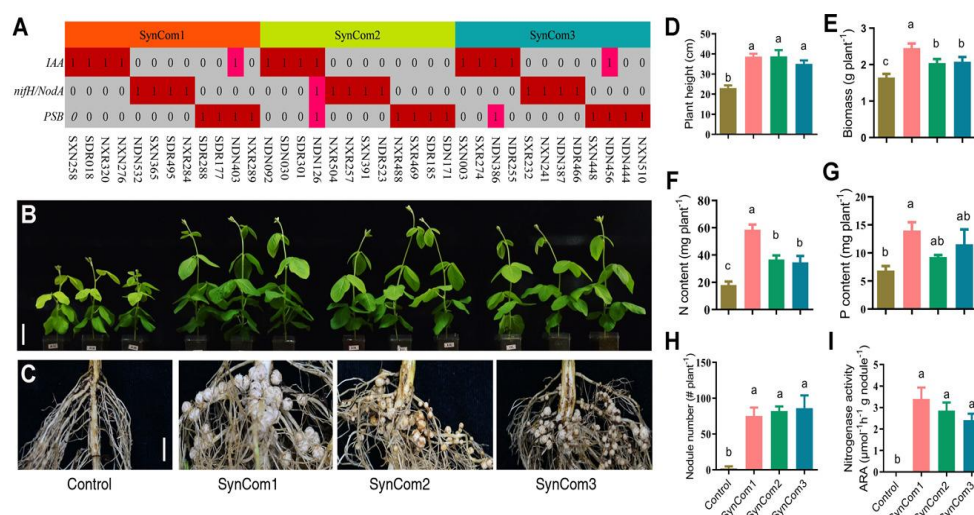 A
SynCom1 SynCom2 SynCom3
IAA 1 1 1 1 0 0 0 0 0 0 1 0 1 1 1 1 0 0 0 0 0 0 0 0 1 1 1 1 0 0 0 0 0 1 0 0
nifH/NodA 0 0 0 0 1 1 1 1 0 0 0 0 0 0 0 1 1 1 1 1 0 0 0 0 0 0 0 0 1 1 1 1 0 0 0 0
PSB 0 0 0 0 0 0 0 0 1 1 1 1 0 0 0 1 0 0 0 0 1 1 1 1 0 0 1 0 0 0 0 0 1 1 1 1
SXN258 SDR018 NXR320 NXN276 NDN532 SXN365 SDR495 NXR284 SDR288 SDR177 NDN403 NXR289 NDN092 SDN030 SDR301 NDN126 NXR504 NXR257 SXN391 NDR523 NXR488 SXR469 SDR185 SDN171 SXN003 SXR274 NDN386 NDR255 SXR232 NXN241 NDN387 NDR466 SXN448 NDN456 NDN444 NXN510
B
C
Control SynCom1 SynCom2 SynCom3
D
Plant height (cm)
60
50
40
30
20
10
0
b a a a
E
Biomass (g plant⁻¹)
3
2
1
0
c a b b
F
N content (mg plant⁻¹)
80
60
40
20
0
c a b b
G
P content (mg plant⁻¹)
20
15
10
5
0
b a ab ab
H
Nodule number (# plant⁻¹)
150
100
50
0
b a a a
Control SynCom1 SynCom2 SynCom3
I
Nitrogenase activity
ARA (μmol⁻¹h⁻¹ g nodule⁻¹)
5
4
3
2
1
0
b a a a
Control SynCom1 SynCom2 SynCom3